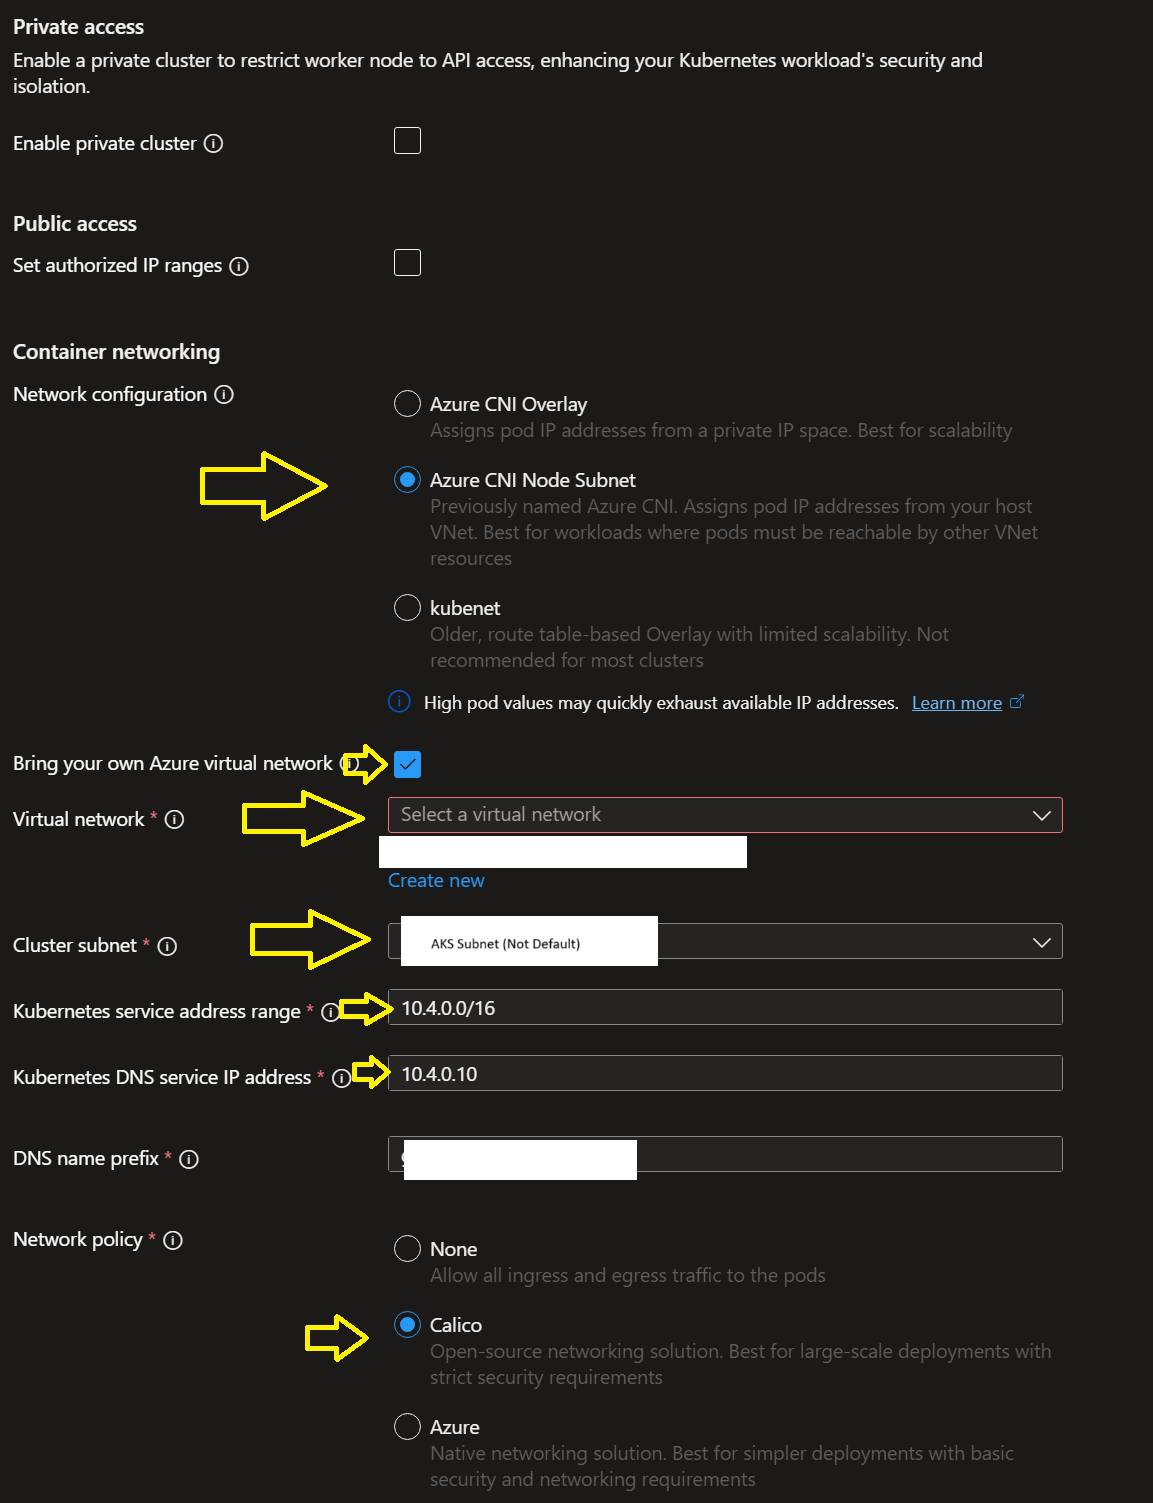 Private access
Enable a private cluster to restrict worker node to API access, enhancing your Kubernetes workload's security and
isolation.
Enable private cluster
Public access
Set authorized IP ranges
Container networking
Network configuration
Azure CNI Overlay
Assigns pod IP addresses from a private IP space. Best for scalability
Azure CNI Node Subnet
Previously named Azure CNI. Assigns pod IP addresses from your host
VNet. Best for workloads where pods must be reachable by other VNet
resources
kubenet
Older, route table-based Overlay with limited scalability. Not
recommended for most clusters
High pod values may quickly exhaust available IP addresses. Learn more
Bring your own Azure virtual network
Virtual network *
Select a virtual network
Create new
Cluster subnet *
AKS Subnet (Not Default)
Kubernetes service address range *
10.4.0.0/16
Kubernetes DNS service IP address *
10.4.0.10
DNS name prefix *
Network policy *
None
Allow all ingress and egress traffic to the pods
Calico
Open-source networking solution. Best for large-scale deployments with
strict security requirements
Azure
Native networking solution. Best for simpler deployments with basic
security and networking requirements